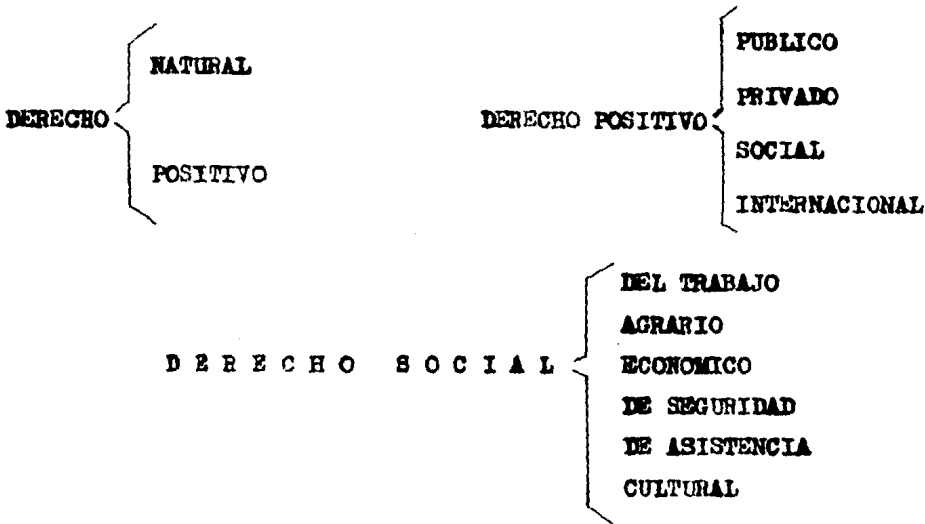 DERECHO
NATURAL
POSITIVO
DERECHO POSITIVO
PUBLICO
PRIVADO
SOCIAL
INTERNACIONAL
DERECHO SOCIAL
DEL TRABAJO
AGRARIO
ECONOMICO
DE SEGURIDAD
DE ASISTENCIA
CULTURAL